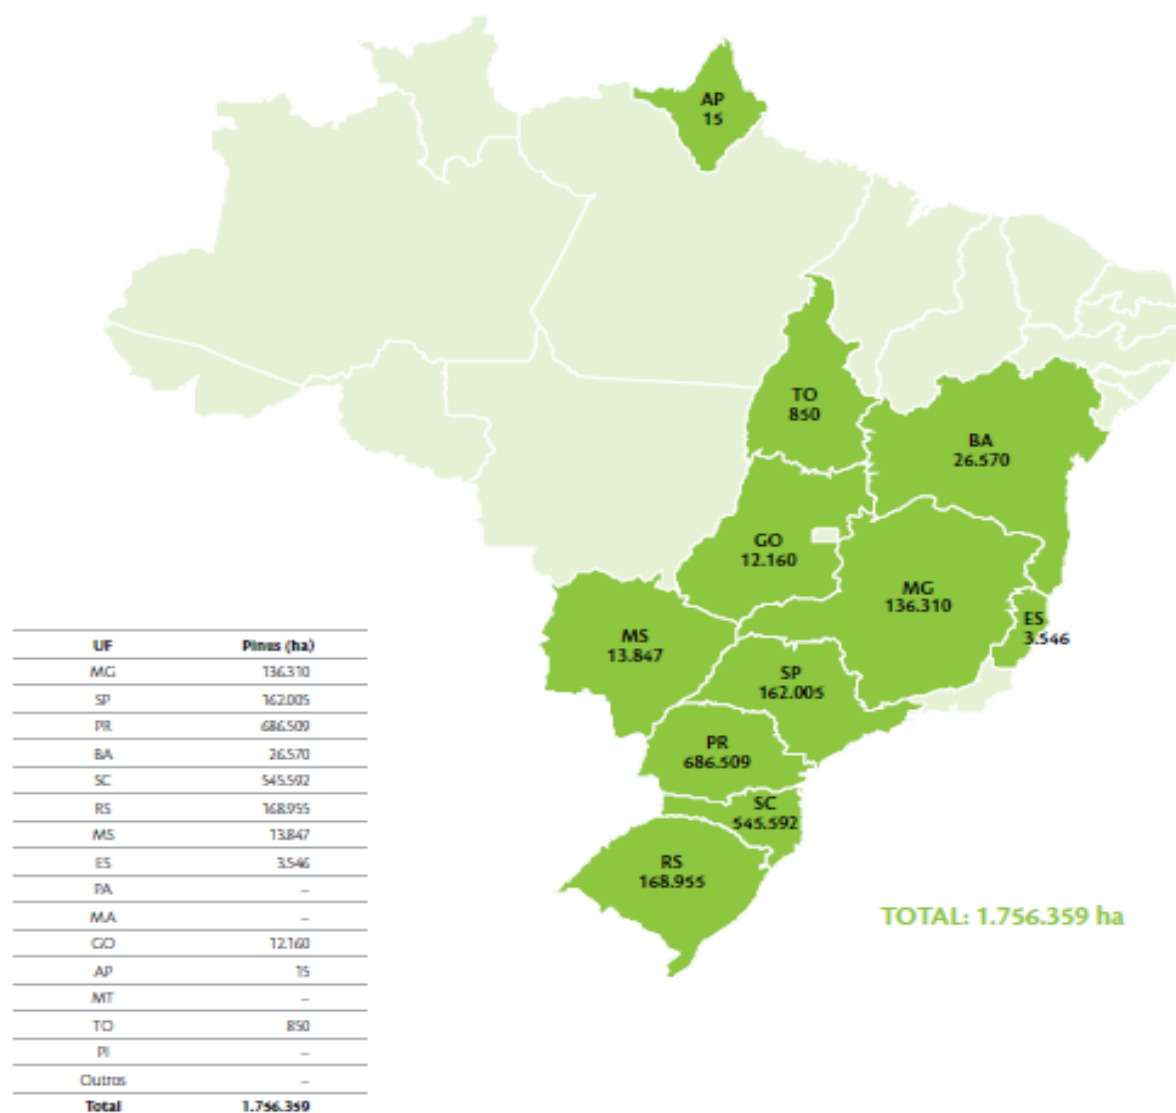 AP
15
TO
850
BA
26.570
GO
12.160
MG
136.310
ES
3.546
MS
13.847
SP
162.005
PR
686.509
SC
545.592
RS
168.955
TOTAL: 1.756.359 ha
UF Pinus (ha)
MG 136.310
SP 162.005
PR 686.509
BA 26.570
SC 545.592
RS 168.955
MS 13.847
ES 3.546
PA –
MA –
GO 12.160
AP 15
MT –
TO 850
PI –
Outros –
Total 1.756.359